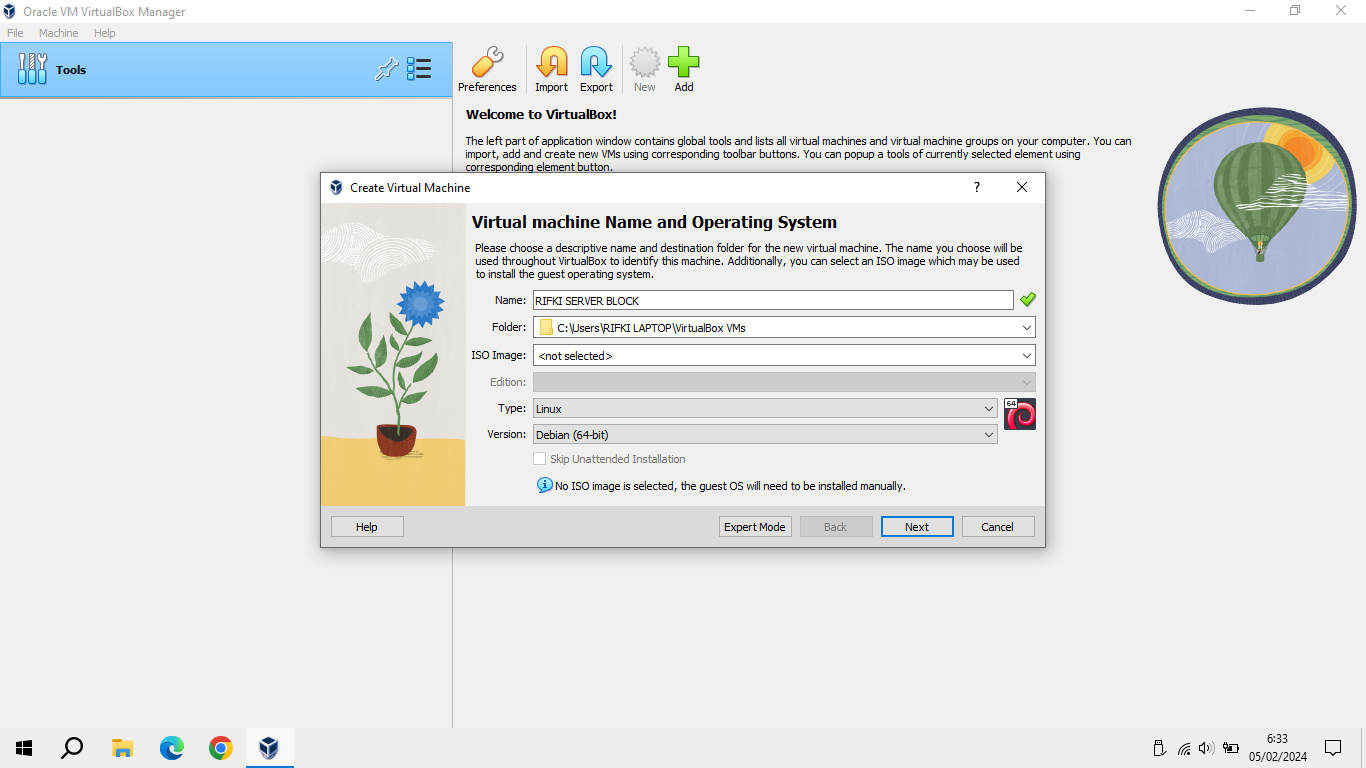 Oracle VM VirtualBox Manager
File Machine Help
Tools
Preferences Import Export New Add
Welcome to VirtualBox!
The left part of application window contains global tools and lists all virtual machines and virtual machine groups on your computer. You can
import, add and create new VMs using corresponding toolbar buttons. You can popup a tools of currently selected element using
corresponding element button.
Create Virtual Machine ?
Virtual machine Name and Operating System
Please choose a descriptive name and destination folder for the new virtual machine. The name you choose will be
used throughout VirtualBox to identify this machine. Additionally, you can select an ISO image which may be used
to install the guest operating system.
Name: RIFKI SERVER BLOCK
Folder: C:\Users\RIFKI LAPTOP\VirtualBox VMs
ISO Image: <not selected>
Edition:
Type: Linux 64
Version: Debian (64-bit)
Skip Unattended Installation
No ISO image is selected, the guest OS will need to be installed manually.
Help Expert Mode Back Next Cancel
6:33
05/02/2024